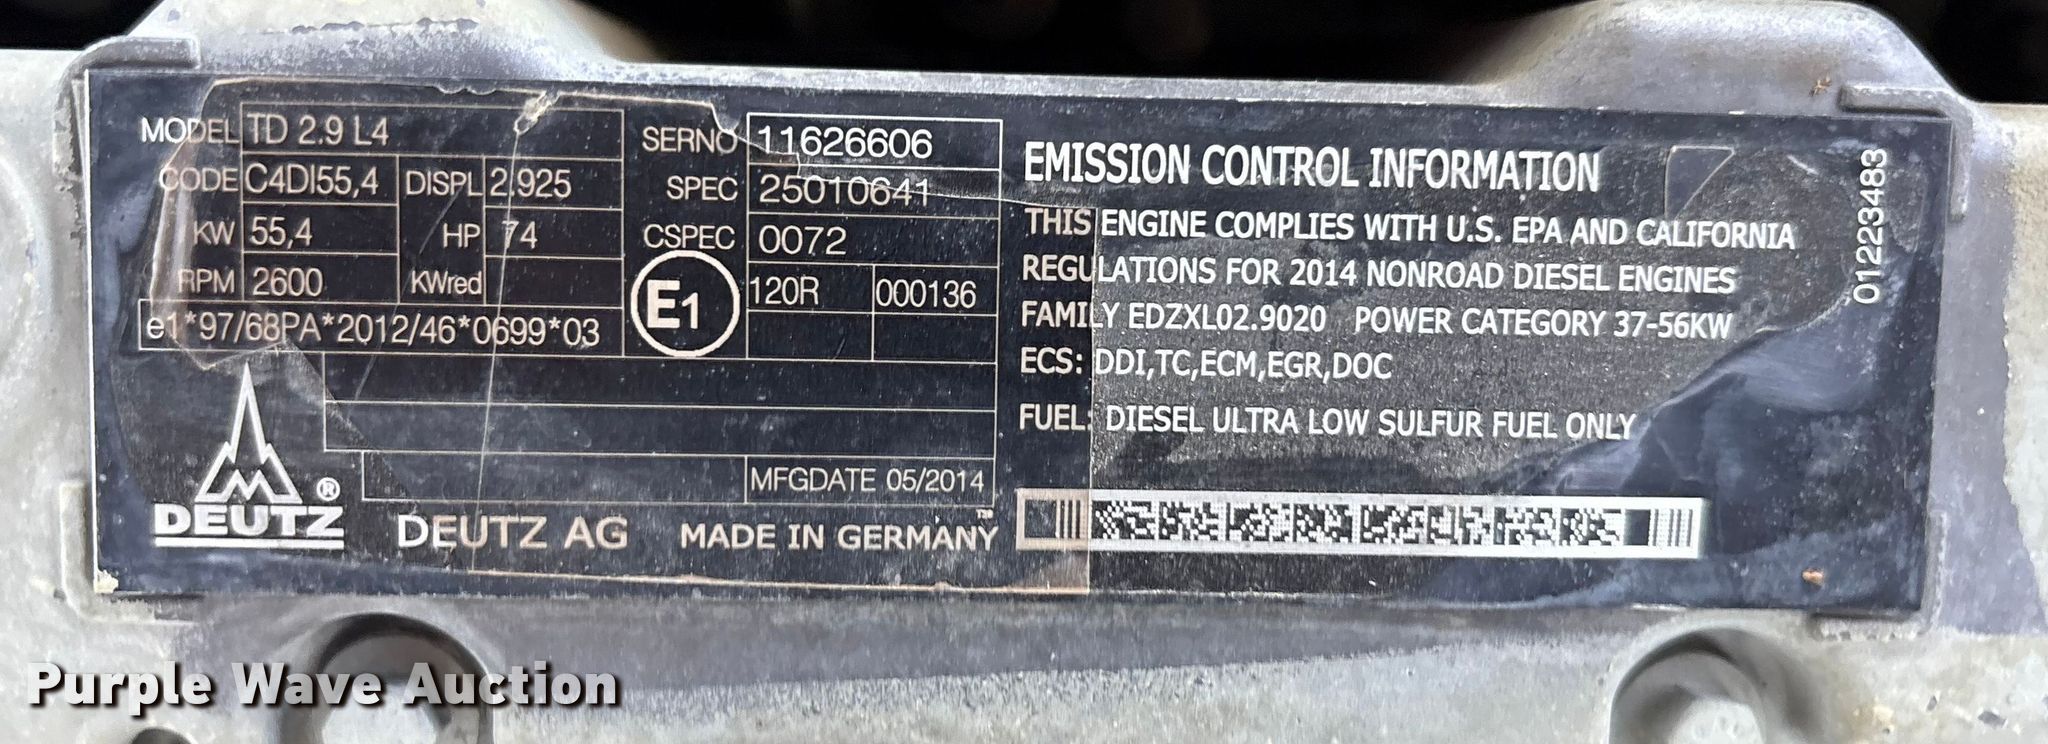 MODEL TD 2.9 L4
CODE C4DI55,4 DISPL 2.925
KW 55,4 HP 74
RPM 2600 KWred
e1*97/68PA*2012/46*0699*03
SERNO 11626606
SPEC 25010641
CSPEC 0072
E1 120R 000136
MFGDATE 05/2014
DEUTZ®
DEUTZ AG MADE IN GERMANY™
EMISSION CONTROL INFORMATION
THIS ENGINE COMPLIES WITH U.S. EPA AND CALIFORNIA
REGULATIONS FOR 2014 NONROAD DIESEL ENGINES
FAMILY EDZXL02.9020 POWER CATEGORY 37-56KW
ECS: DDI,TC,ECM,EGR,DOC
FUEL: DIESEL ULTRA LOW SULFUR FUEL ONLY
01223483
Purple Wave Auction